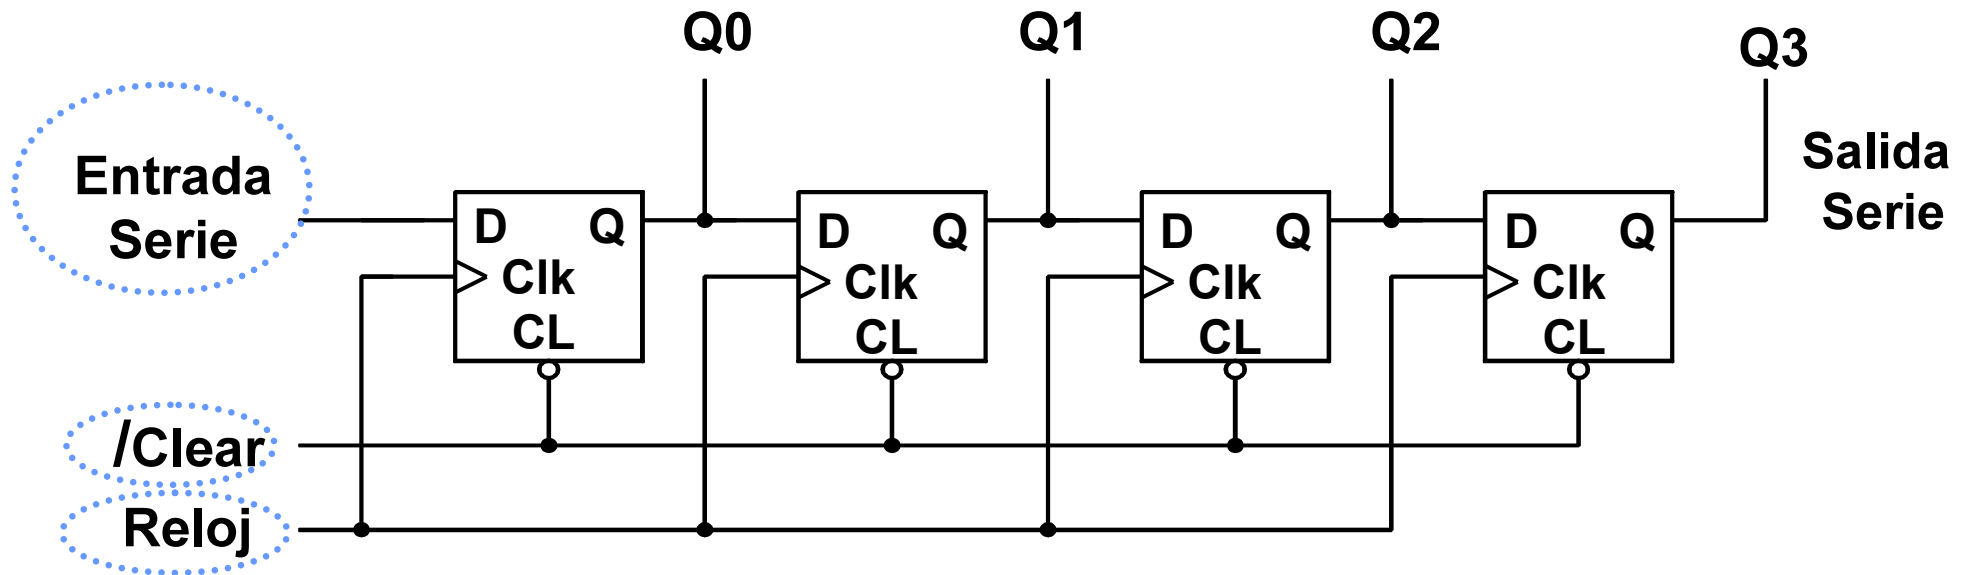 Q0 Q1 Q2 Q3
Entrada
Serie
Salida
Serie
D Q D Q D Q D Q
Clk Clk Clk Clk
CL CL CL CL
/Clear
Reloj